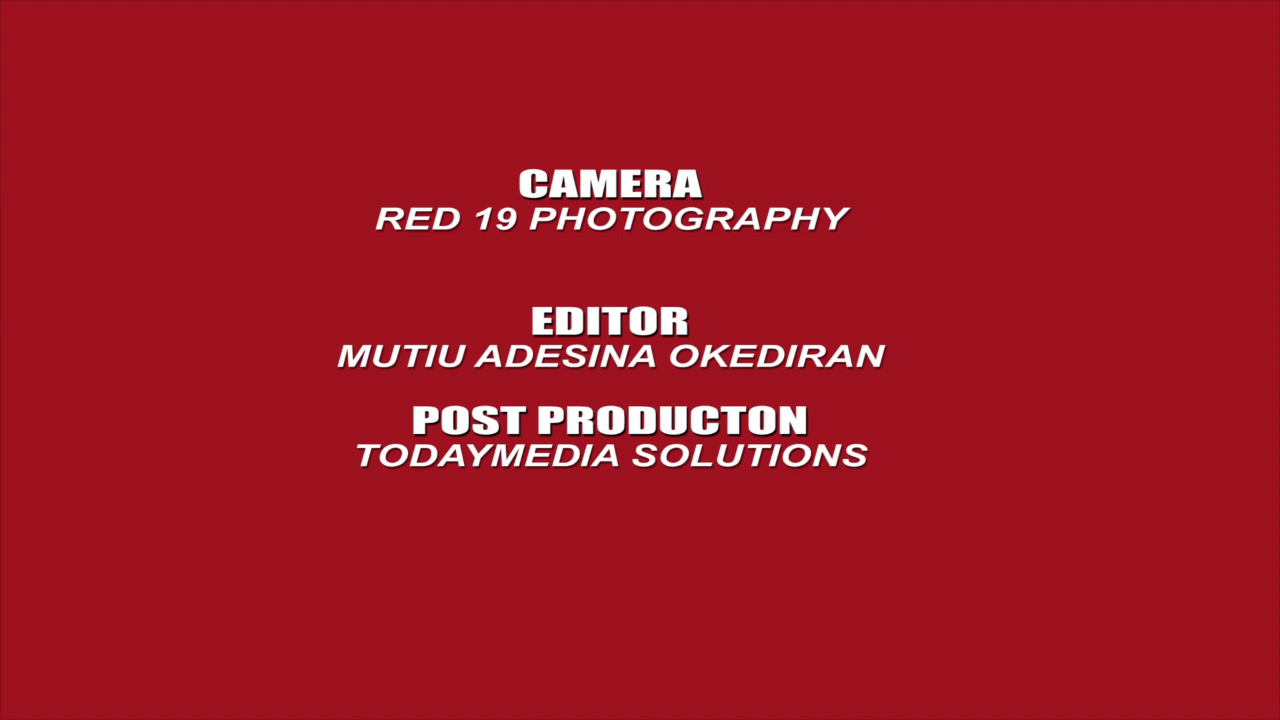 CAMERA
RED 19 PHOTOGRAPHY
EDITOR
MUTIU ADESINA OKEDIRAN
POST PRODUCTON
TODAYMEDIA SOLUTIONS